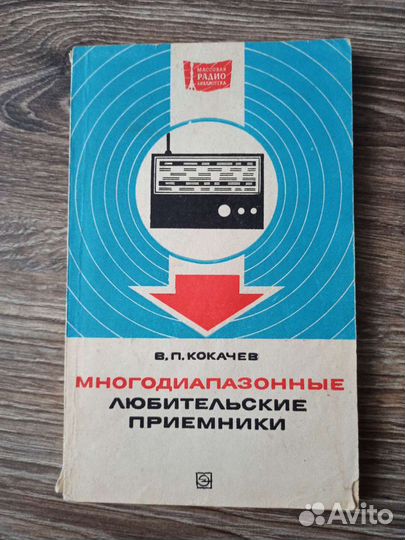 МАССОВАЯ
РАДИО
БИБЛИОТЕКА
В.П.КОКАЧЕВ
МНОГОДИАПАЗОННЫЕ
ЛЮБИТЕЛЬСКИЕ
ПРИЕМНИКИ
Avito